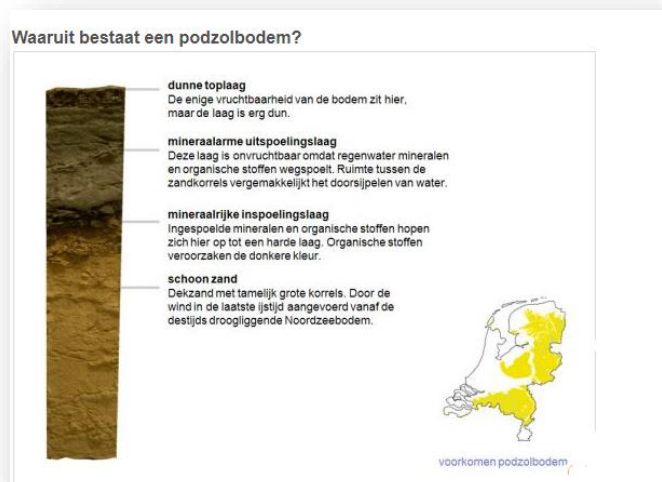 Waaruit bestaat een podzolbodem?
dunne toplaag
De enige vruchtbaarheid van de bodem zit hier,
maar de laag is erg dun.
mineraalarme uitspoelingslaag
Deze laag is onvruchtbaar omdat regenwater mineralen
en organische stoffen wegspoelt. Ruimte tussen de
zandkorrels vergemakkelijkt het doorsijpelen van water.
mineraalrijke inspoelingslaag
Ingespoelde mineralen en organische stoffen hopen
zich hier op tot een harde laag. Organische stoffen
veroorzaken de donkere kleur.
schoon zand
Dekzand met tamelijk grote korrels. Door de
wind in de laatste ijstijd aangevoerd vanaf de
destijds droogliggende Noordzeebodem.
voorkomen podzolbodem